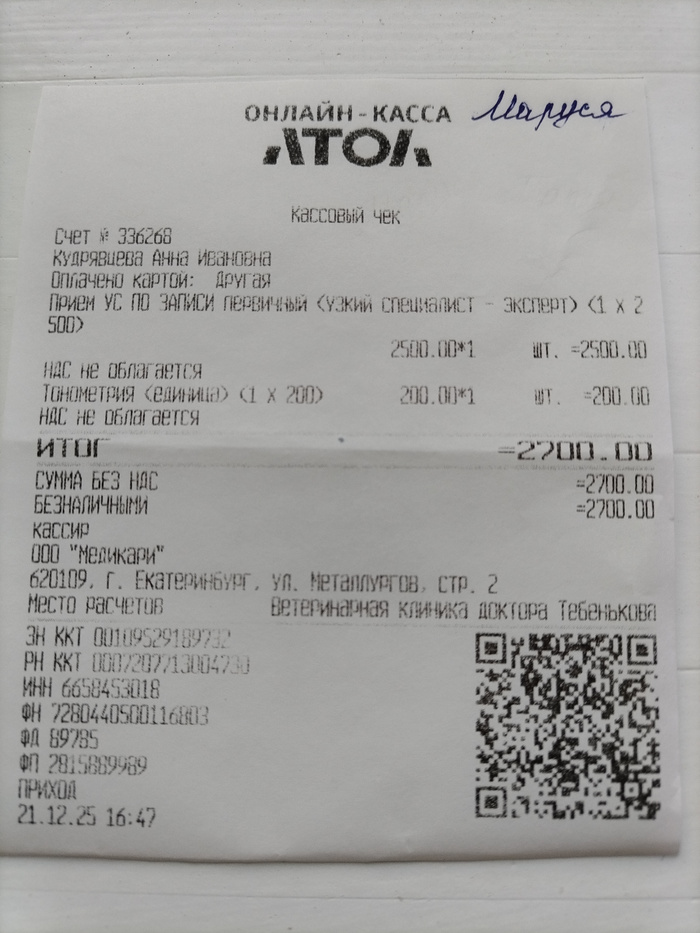 ОНЛАЙН-КАССА Маруся
АТОЛ
КАССОВЫЙ ЧЕК
Счет № 336268
Кудрявцева Анна Ивановна
Оплачено картой: Другая
Прием УС ПО ЗАПИСИ первичный (узкий специалист - эксперт) (1 X 2
500)
2500.00*1 шт. =2500.00
НДС не облагается
Тонометрия (единица) (1 X 200) 200.00*1 шт. =200.00
НДС не облагается
ИТОГ =2700.00
СУММА БЕЗ НДС =2700.00
БЕЗНАЛИЧНЫМИ =2700.00
Кассир
ООО "Медикари"
620109, г. Екатеринбург, ул. Металлургов, стр. 2
Место расчетов Ветеринарная клиника доктора Тебенькова
ЗН ККТ 00109529189732
РН ККТ 0007207713004730
ИНН 6658453018
ФН 7280440500116803
ФД 89785
ФП 2815889989
ПРИХОД
21.12.25 16:47